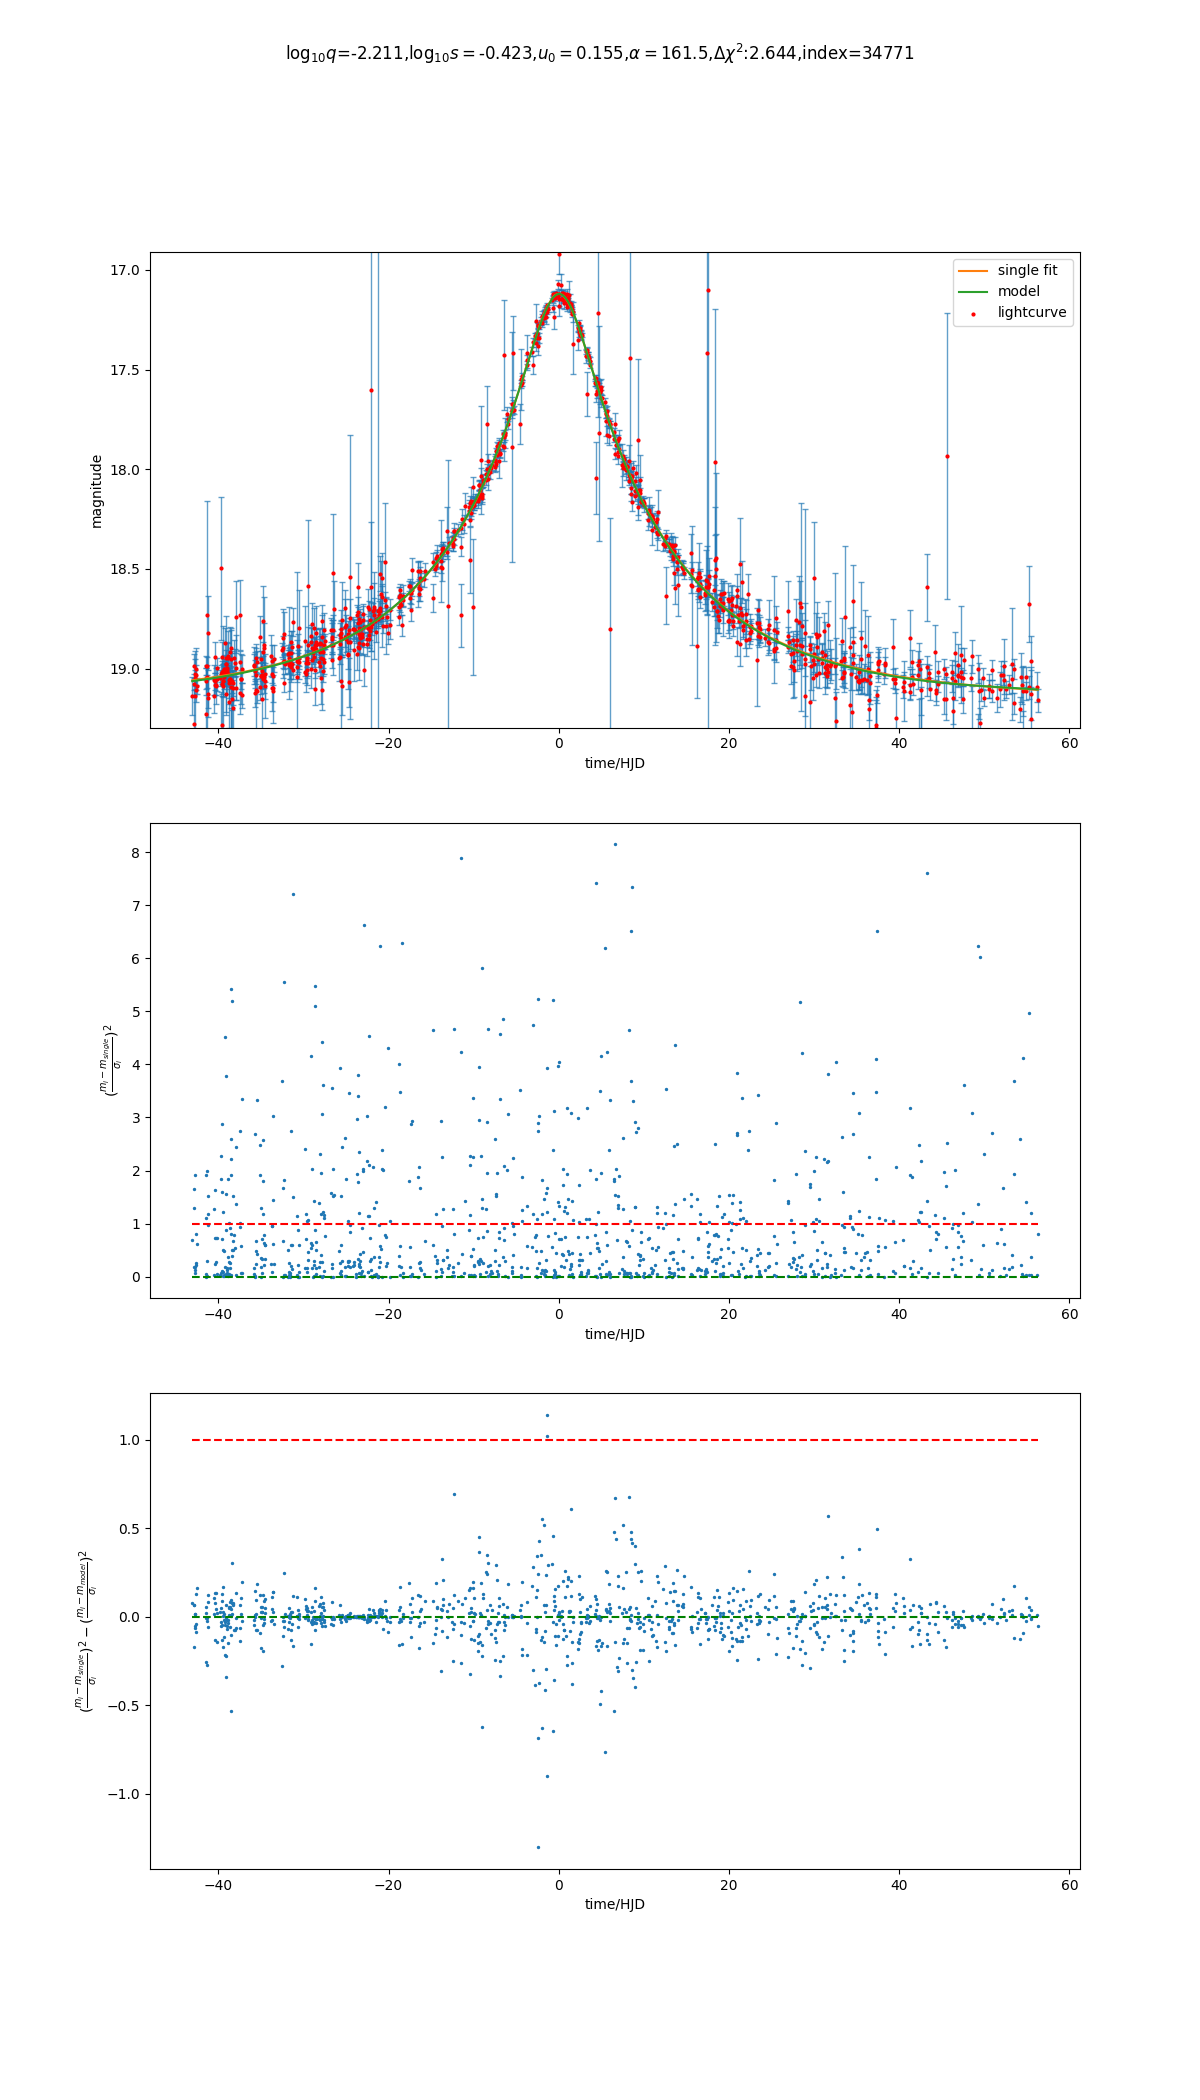 log₁₀q=-2.211,log₁₀s = -0.423,u₀ = 0.155,α = 161.5,Δχ²:2.644,index=34771
17.0
17.5
18.0
18.5
19.0
magnitude
single fit
model
lightcurve
−40 −20 0 20 40 60
time/HJD
8
7
6
5
4
3
2
1
0
(mᵢ − m_single / σᵢ)²
−40 −20 0 20 40 60
time/HJD
1.0
0.5
0.0
−0.5
−1.0
(mᵢ − m_single / σᵢ)² − (mᵢ − m_model / σᵢ)²
−40 −20 0 20 40 60
time/HJD